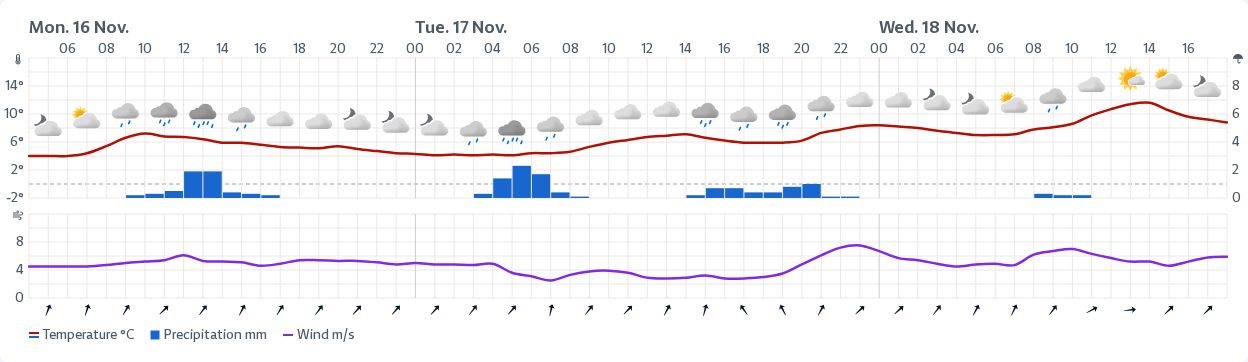 Mon. 16 Nov. Tue. 17 Nov. Wed. 18 Nov.
06 08 10 12 14 16 18 20 22 00 02 04 06 08 10 12 14 16 18 20 22 00 02 04 06 08 10 12 14 16
14° 8
10° 6
6° 4
2° 2
-2° 0
8
4
0
Temperature °C Precipitation mm Wind m/s